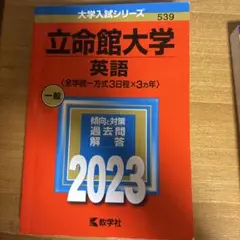 大学入試シリーズ
539
立命館大学
英語
〈全学統一方式3日程×3カ年〉
一般
傾向と対策
過去問
解答
2023
数学社